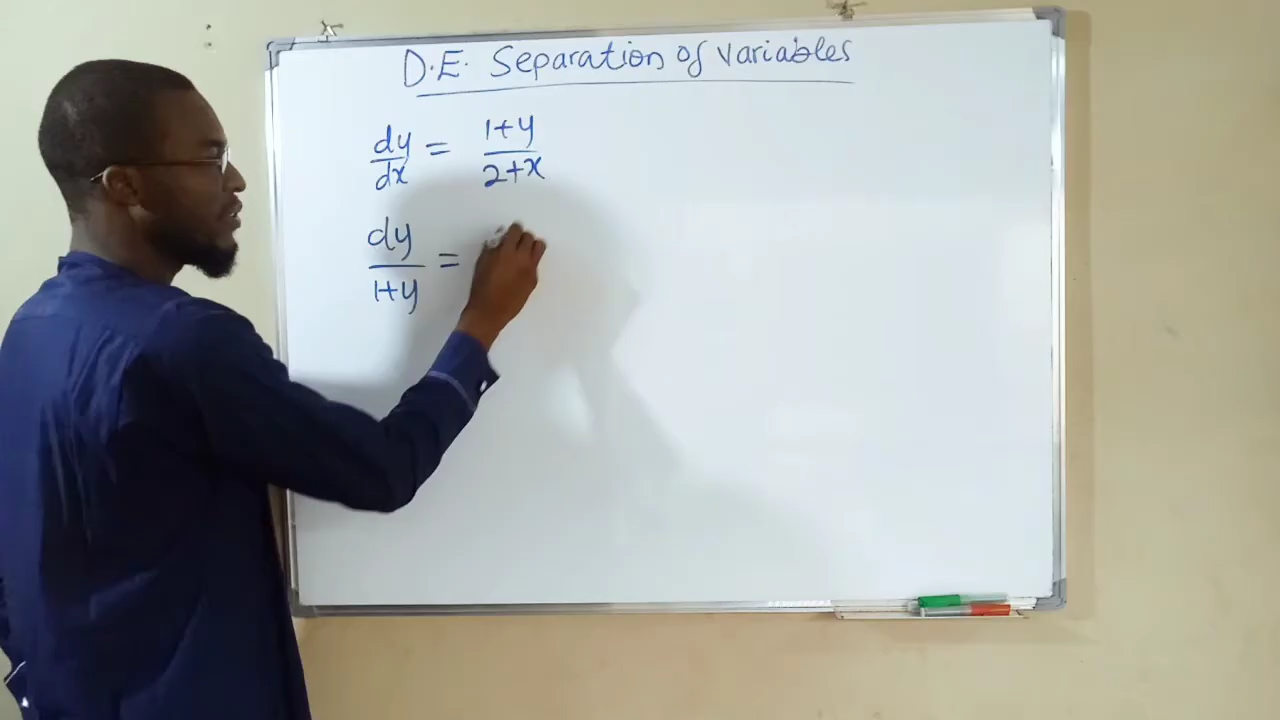 D.E. Separation of variables
dy/dx = 1+y/2+x
dy/1+y =